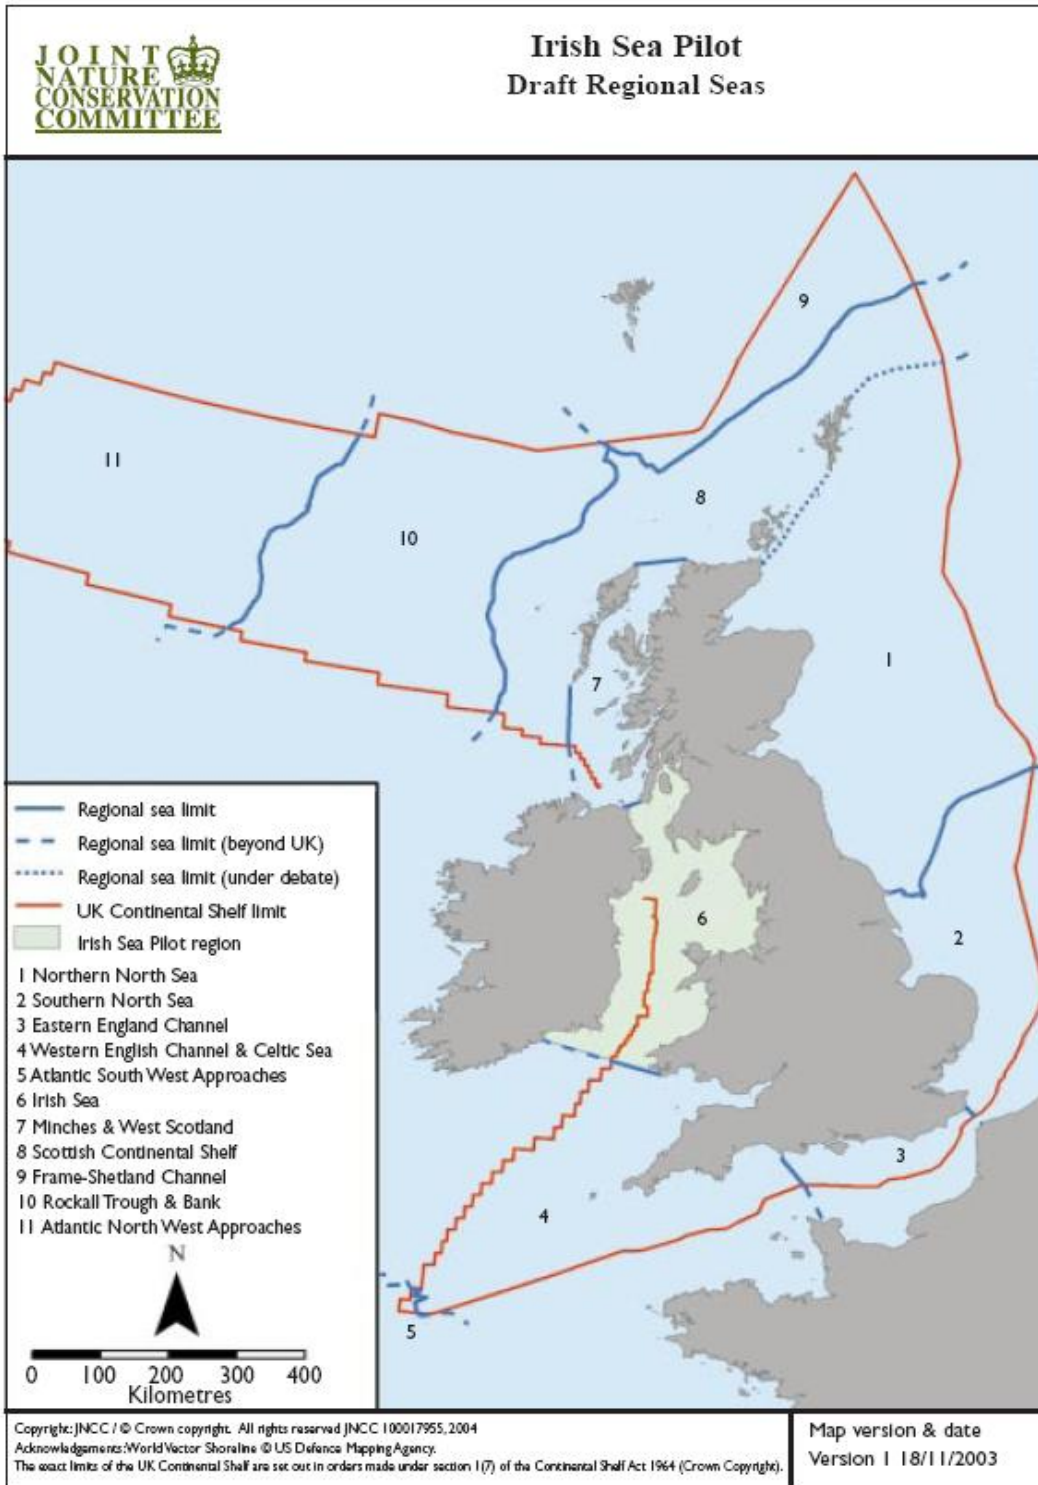 JOINT
NATURE
CONSERVATION
COMMITTEE
Irish Sea Pilot
Draft Regional Seas
9
11
8
10
1
7
6
2
3
4
5
Regional sea limit
Regional sea limit (beyond UK)
Regional sea limit (under debate)
UK Continental Shelf limit
Irish Sea Pilot region
1 Northern North Sea
2 Southern North Sea
3 Eastern England Channel
4 Western English Channel & Celtic Sea
5 Atlantic South West Approaches
6 Irish Sea
7 Minches & West Scotland
8 Scottish Continental Shelf
9 Frame-Shetland Channel
10 Rockall Trough & Bank
11 Atlantic North West Approaches
N
0 100 200 300 400
Kilometres
Copyright: JNCC / © Crown copyright. All rights reserved JNCC 100017955, 2004
Acknowledgements: World Vector Shoreline © US Defence Mapping Agency.
The exact limits of the UK Continental Shelf are set out in orders made under section 1(7) of the Continental Shelf Act 1964 (Crown Copyright).
Map version & date
Version 1 18/11/2003